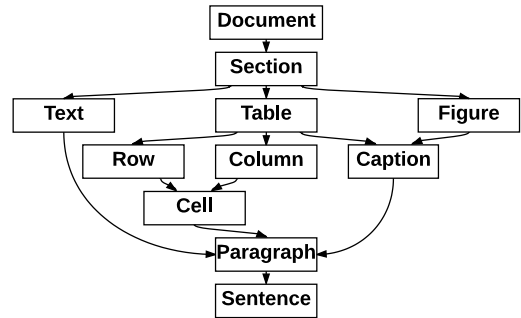 Document
Section
Text
Table
Figure
Row
Column
Caption
Cell
Paragraph
Sentence